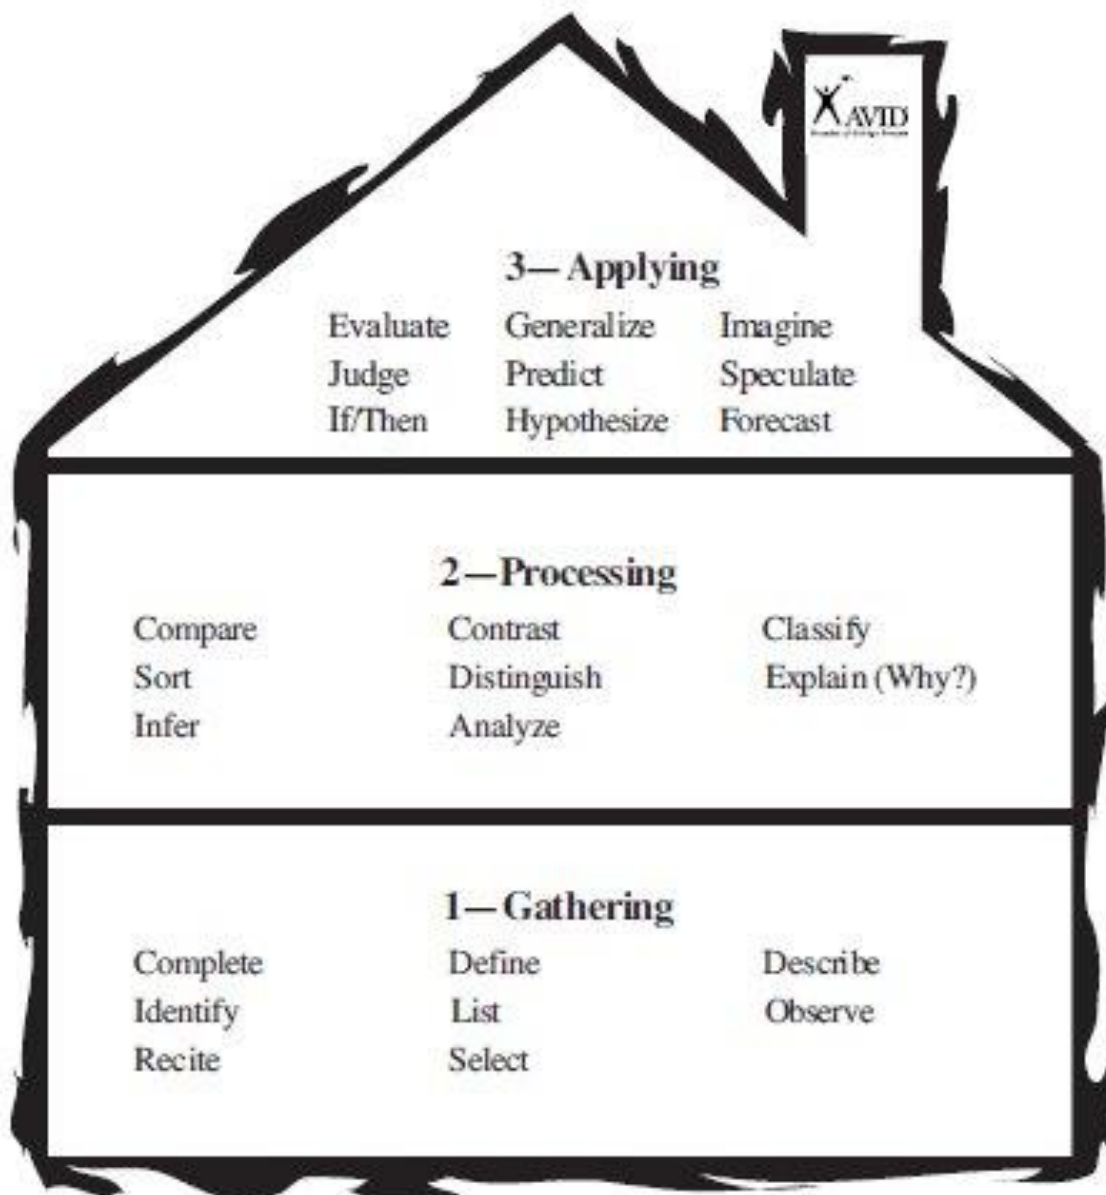 AVID
3—Applying
Evaluate Generalize Imagine
Judge Predict Speculate
If/Then Hypothesize Forecast
2—Processing
Compare Contrast Classify
Sort Distinguish Explain (Why?)
Infer Analyze
1—Gathering
Complete Define Describe
Identify List Observe
Recite Select